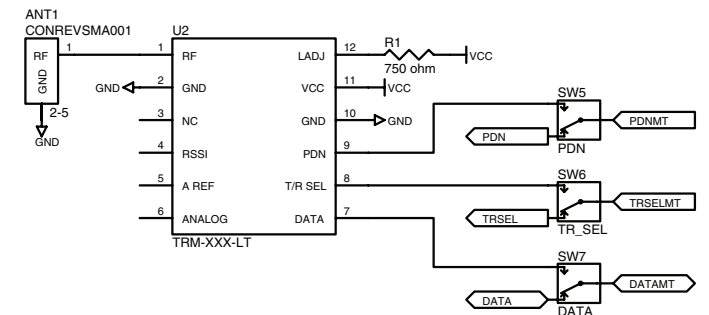 ANT1
CONREVSMA001
RF
GND
1
2-5
GND
U2
1 RF
2 GND
GND
3 NC
4 RSSI
5 A REF
6 ANALOG
LADJ 12
VCC 11
GND 10
PDN 9
T/R SEL 8
DATA 7
TRM-XXX-LT
R1
750 ohm
VCC
VCC
GND
SW5
PDNMT
PDN
PDN
SW6
TRSELMT
TRSEL
TR_SEL
SW7
DATAMT
DATA
DATA